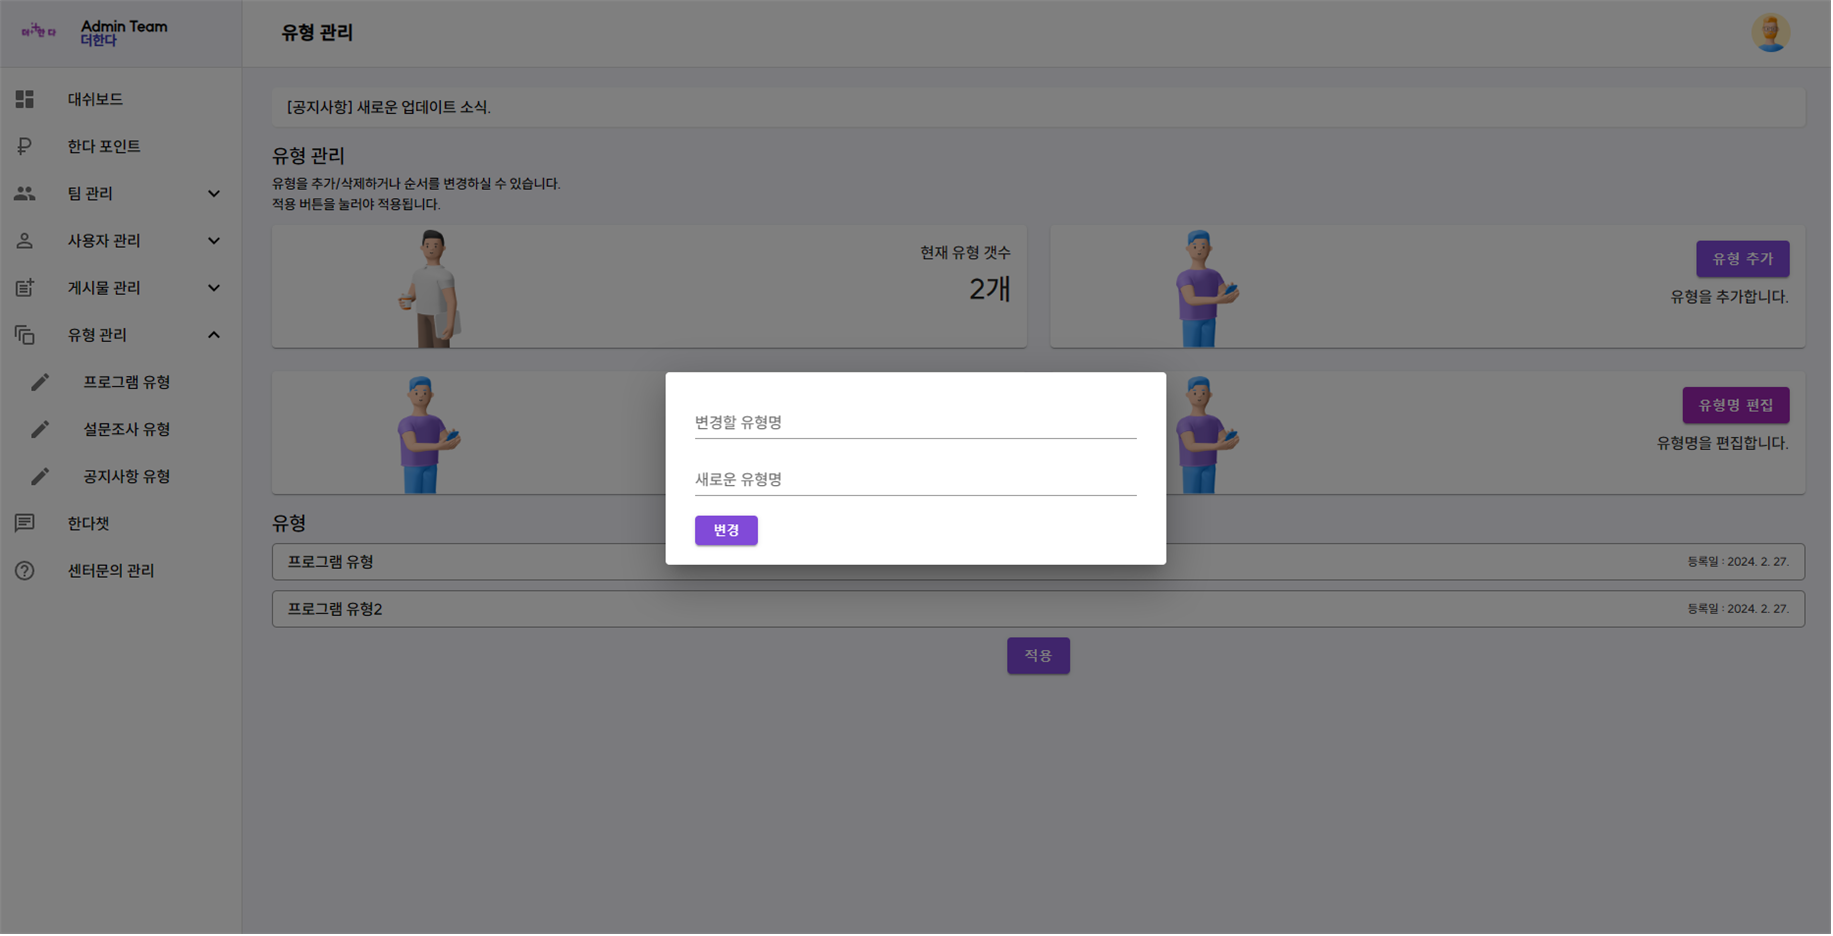 더한다
Admin Team
더한다
유형 관리
대쉬보드
한다 포인트
팀 관리
사용자 관리
게시물 관리
유형 관리
프로그램 유형
설문조사 유형
공지사항 유형
한다챗
센터문의 관리
[공지사항] 새로운 업데이트 소식.
유형 관리
유형을 추가/삭제하거나 순서를 변경하실 수 있습니다.
적용 버튼을 눌러야 적용됩니다.
현재 유형 갯수
2개
유형 추가
유형을 추가합니다.
유형명 편집
유형명을 편집합니다.
변경할 유형명
새로운 유형명
변경
유형
프로그램 유형
등록일 : 2024. 2. 27.
프로그램 유형2
등록일 : 2024. 2. 27.
적용